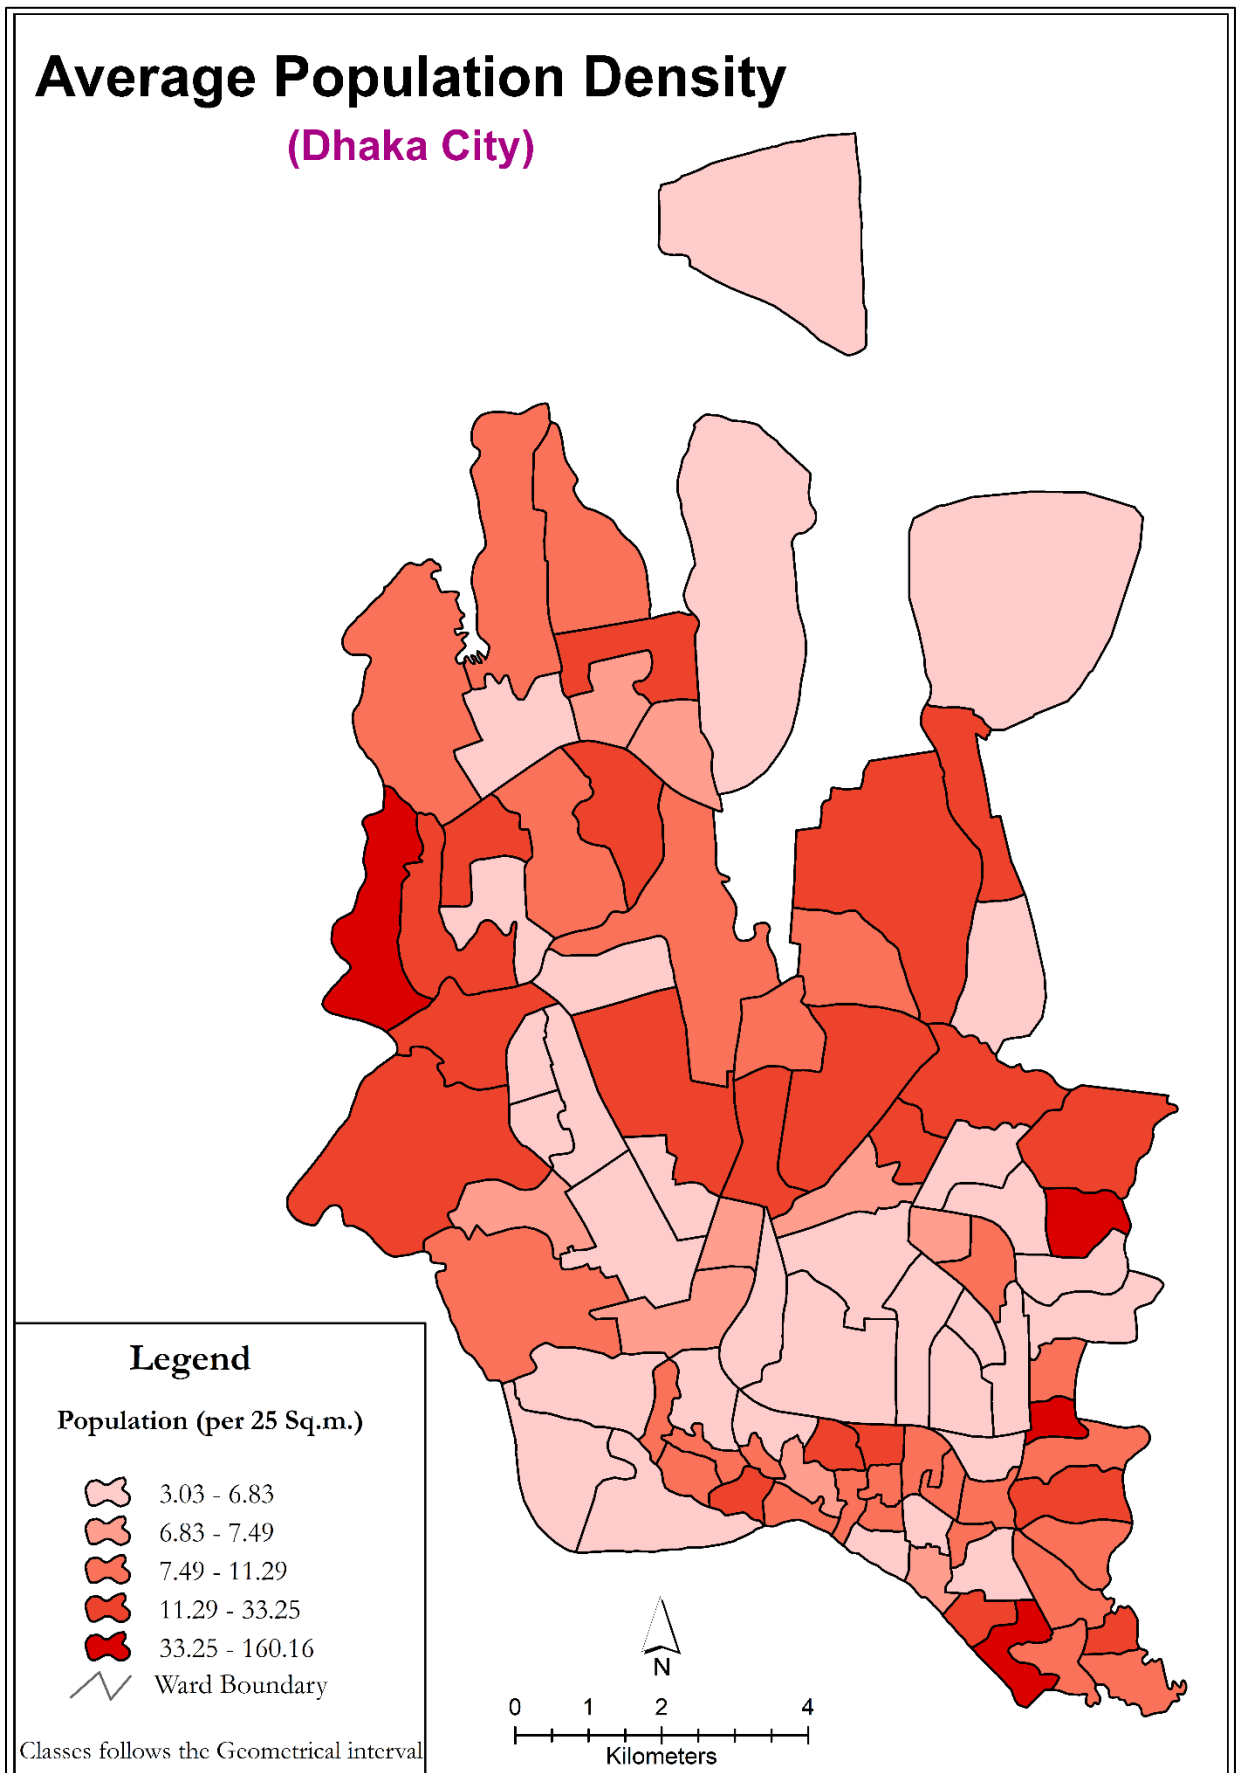 Average Population Density
(Dhaka City)
Legend
Population (per 25 Sq.m.)
3.03 - 6.83
6.83 - 7.49
7.49 - 11.29
11.29 - 33.25
33.25 - 160.16
Ward Boundary
Classes follows the Geometrical interval
N
0 1 2 4
Kilometers